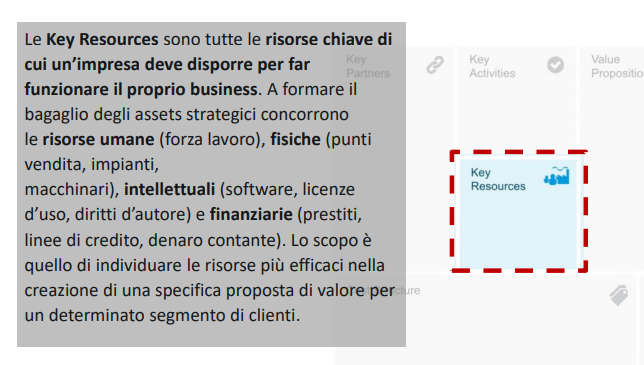 Le Key Resources sono tutte le risorse chiave di
cui un'impresa deve disporre per far
funzionare il proprio business. A formare il
bagaglio degli assets strategici concorrono
le risorse umane (forza lavoro), fisiche (punti
vendita, impianti,
macchinari), intellettuali (software, licenze
d'uso, diritti d'autore) e finanziarie (prestiti,
linee di credito, denaro contante). Lo scopo è
quello di individuare le risorse più efficaci nella
creazione di una specifica proposta di valore per
un determinato segmento di clienti.
Key
Partners
Key
Activities
Value
Propositio
Key
Resources
Structure